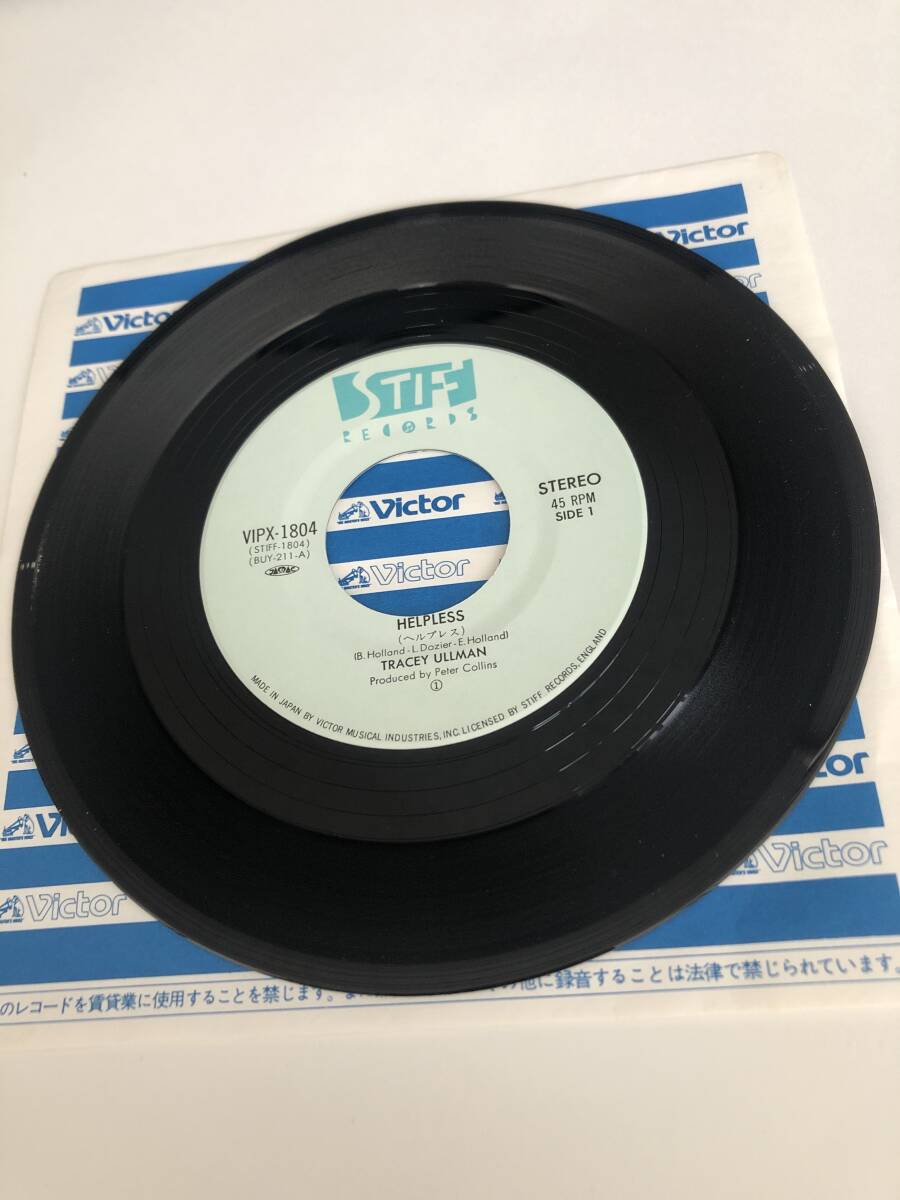 Victor
Victor
STIFF
RECORDS
STEREO
45 RPM
SIDE 1
VIPX-1804
(STIFF-1804)
(BUY-211-A)
JASRAC
Victor
Victor
HELPLESS
(ヘルプレス)
(B. Holland-L. Dozier-E. Holland)
TRACEY ULLMAN
Produced by Peter Collins
①
MADE IN JAPAN BY VICTOR MUSICAL INDUSTRIES, INC. LICENSED BY STIFF RECORDS, ENGLAND
Victor
Victor
のレコードを賃貸業に使用することを禁じます。
の他に録音することは法律で禁じられています。